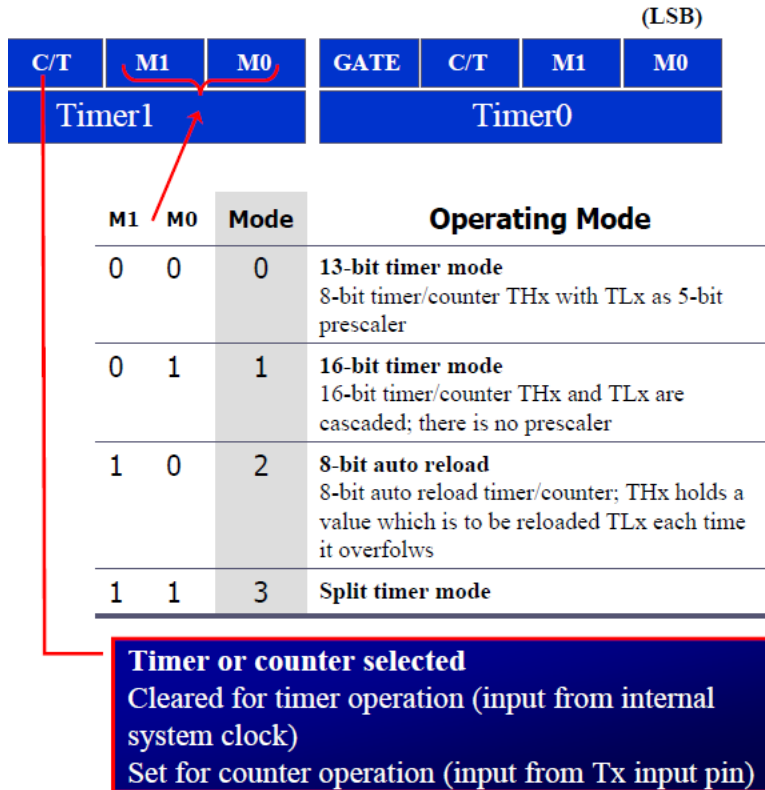 (LSB)
C/T M1 M0 GATE C/T M1 M0
Timer1 Timer0
M1 M0 Mode Operating Mode
0 0 0 13-bit timer mode
8-bit timer/counter THx with TLx as 5-bit
prescaler
0 1 1 16-bit timer mode
16-bit timer/counter THx and TLx are
cascaded; there is no prescaler
1 0 2 8-bit auto reload
8-bit auto reload timer/counter; THx holds a
value which is to be reloaded TLx each time
it overfolws
1 1 3 Split timer mode
Timer or counter selected
Cleared for timer operation (input from internal
system clock)
Set for counter operation (input from Tx input pin)